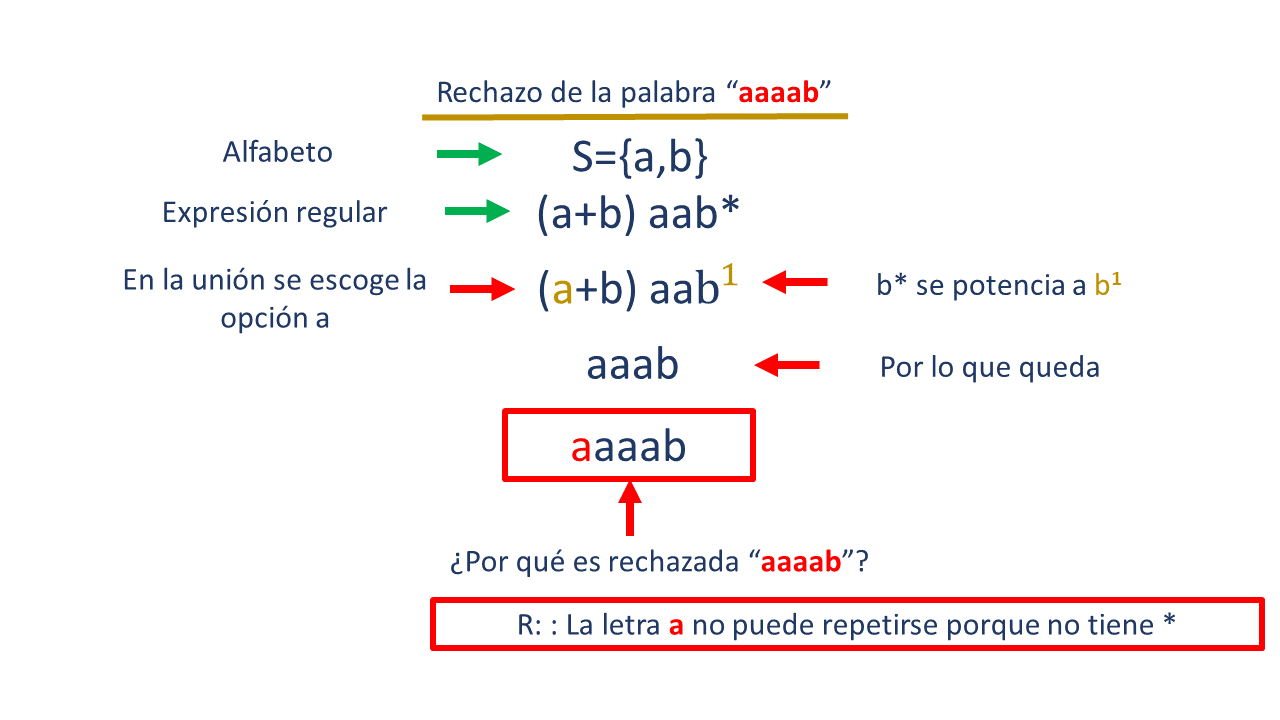 Rechazo de la palabra “aaaab”
Alfabeto
S={a,b}
Expresión regular
(a+b) aab*
En la unión se escoge la
opción a
(a+b) aab¹
b* se potencia a b¹
aaab
Por lo que queda
aaaab
¿Por qué es rechazada “aaaab”?
R: : La letra a no puede repetirse porque no tiene *